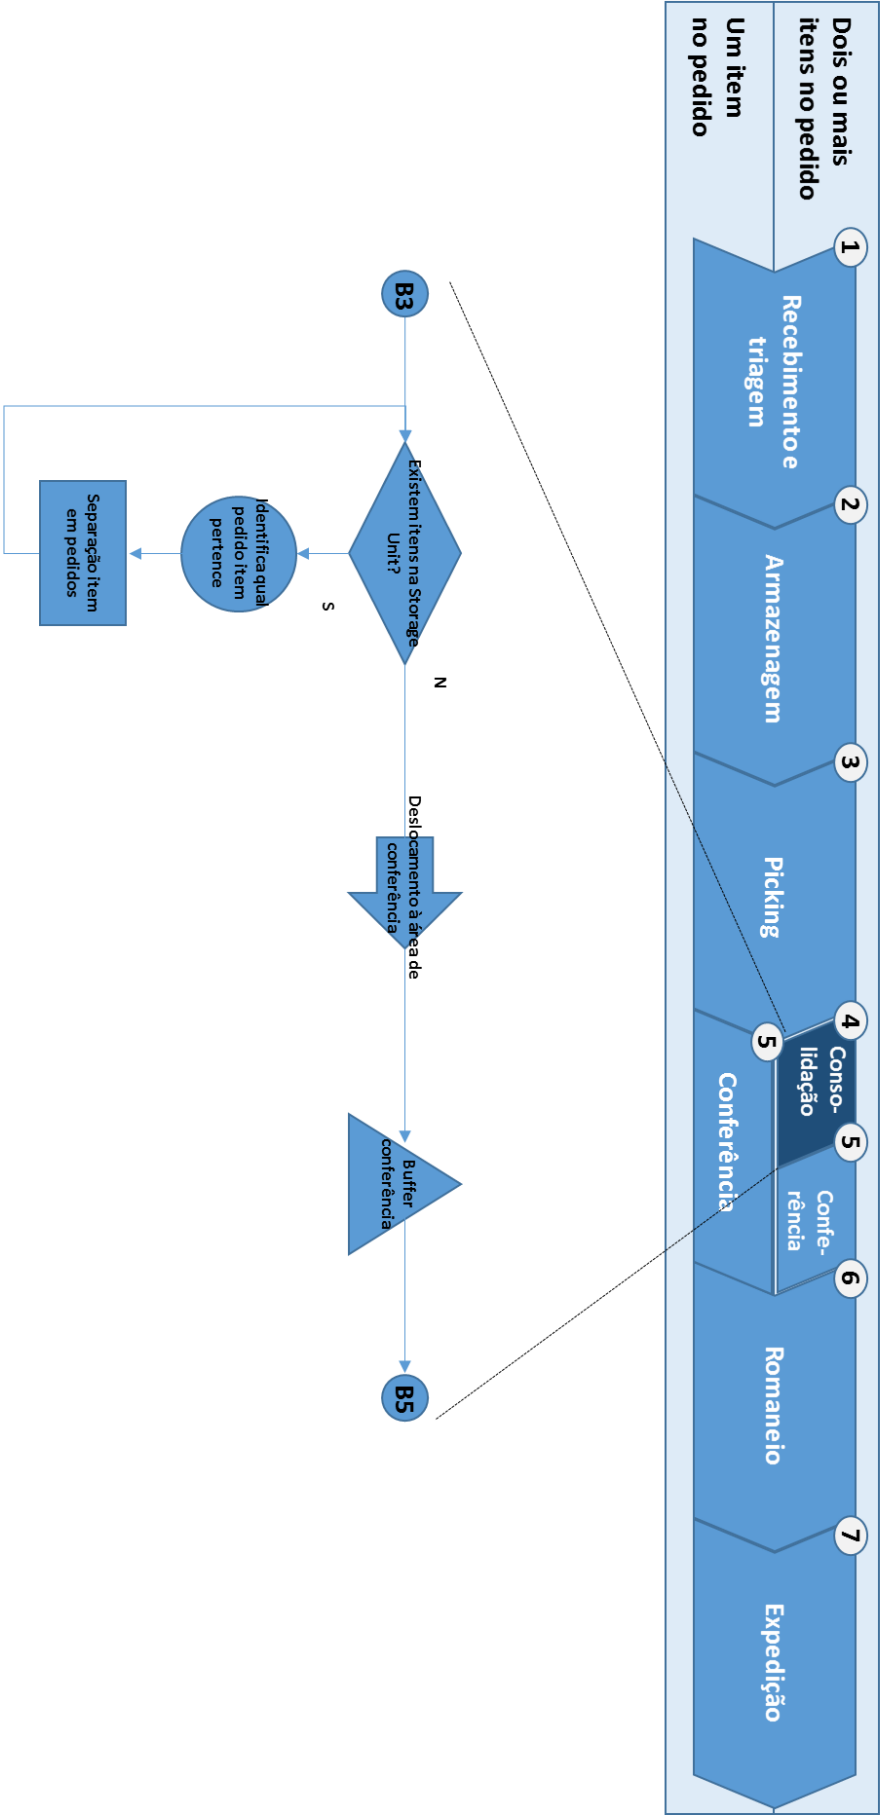 Dois ou mais
itens no pedido
Um item
no pedido
1
Recebimento e
triagem
2
Armazenagem
3
Picking
4
Conso-
lidação
5
Confe-
rência
5
Conferência
6
Romaneio
7
Expedição
B3
Existem itens na Storage
Unit?
S
Identifica qual
pedido item
pertence
Separação item
em pedidos
N
Deslocamento à área de
conferência
Buffer
conferência
B5